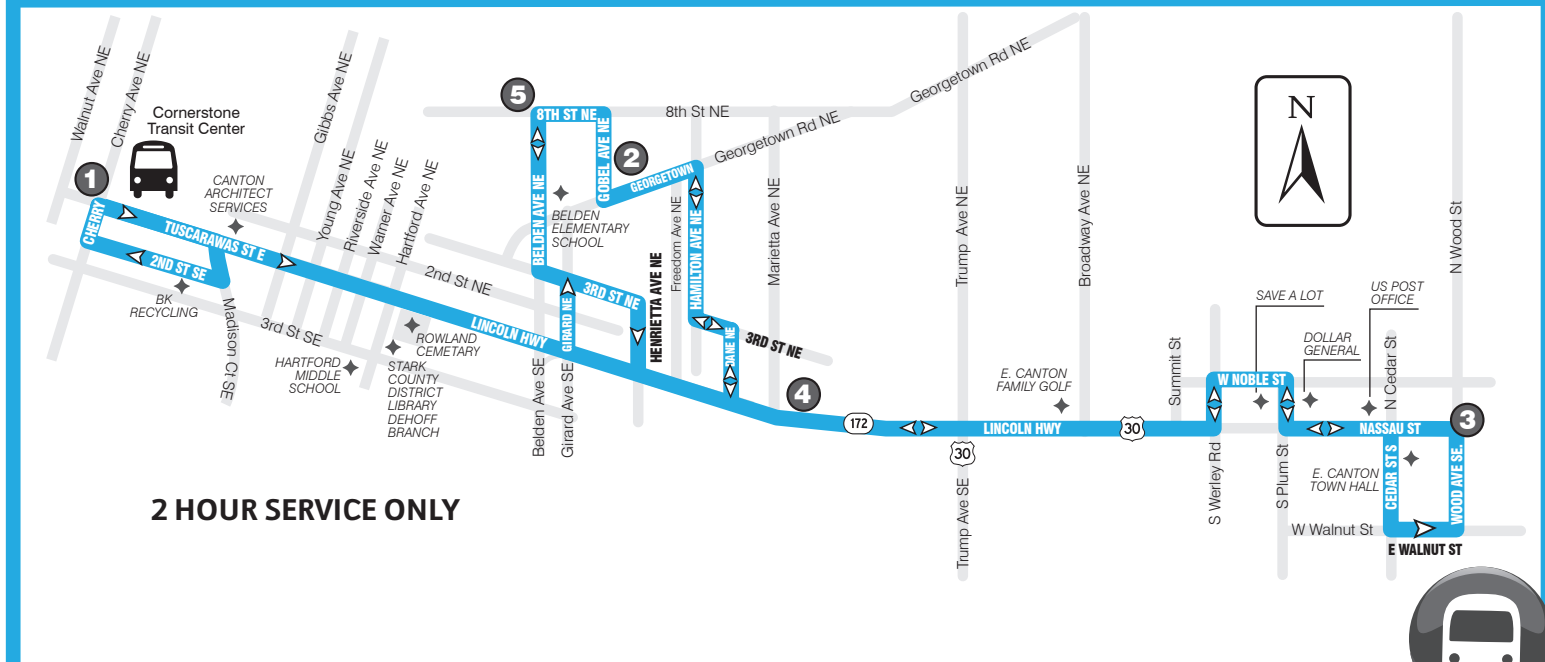 Walnut Ave NE
Cherry Ave NE
Cornerstone
Transit Center
1
CANTON
ARCHITECT
SERVICES
Gibbs Ave NE
Young Ave NE
Riverside Ave NE
Warner Ave NE
Hartford Ave NE
CHERRY
TUSCARAWAS ST E
2ND ST SE
BK
RECYCLING
Madison Ct SE
3rd St SE
HARTFORD
MIDDLE
SCHOOL
ROWLAND
CEMETARY
STARK
COUNTY
DISTRICT
LIBRARY
DEHOFF
BRANCH
2nd St NE
LINCOLN HWY
5
8TH ST NE
8th St NE
GOBEL AVE NE
2
GEORGETOWN
Georgetown Rd NE
Georgetown Rd NE
BELDEN AVE NE
BELDEN
ELEMENTARY
SCHOOL
3RD ST NE
GIRARD NE
HENRIETTA AVE NE
Freedom Ave NE
HAMILTON AVE NE
DANE NE
3RD ST NE
Marietta Ave NE
Belden Ave SE
Girard Ave SE
4
172
Trump Ave NE
Broadway Ave NE
E. CANTON
FAMILY GOLF
LINCOLN HWY
30
30
Trump Ave SE
N
Summit St
SAVE A LOT
US POST
OFFICE
DOLLAR
GENERAL
W NOBLE ST
N Cedar St
N Wood St
NASSAU ST
3
S Werley Rd
S Plum St
E. CANTON
TOWN HALL
CEDAR ST S
WOOD AVE SE.
W Walnut St
E WALNUT ST
2 HOUR SERVICE ONLY